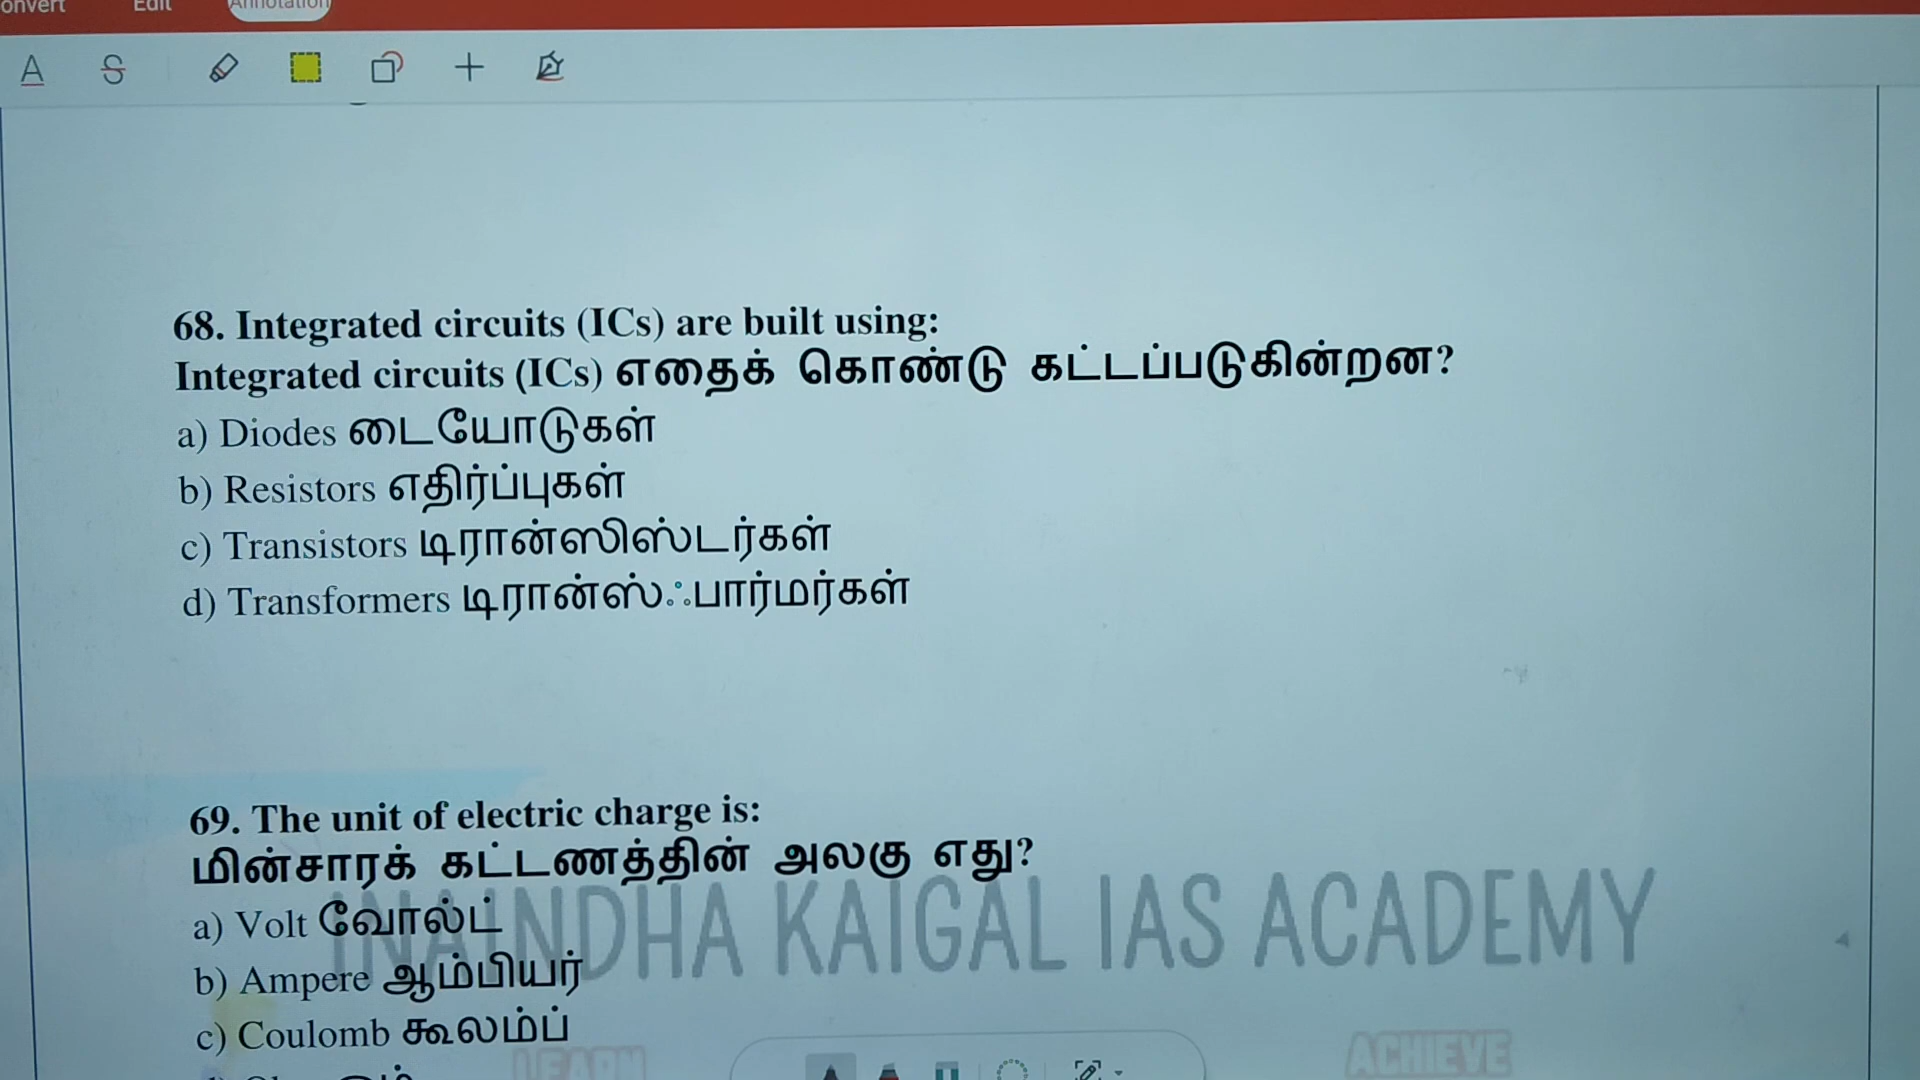 Edit
Annotation
68. Integrated circuits (ICs) are built using:
Integrated circuits (ICs) எதைக் கொண்டு கட்டப்படுகின்றன?
a) Diodes டையோடுகள்
b) Resistors எதிர்ப்புகள்
c) Transistors டிரான்ஸிஸ்டர்கள்
d) Transformers டிரான்ஸ்ஃபார்மர்கள்
69. The unit of electric charge is:
மின்சாரக் கட்டணத்தின் அலகு எது?
INAINDHA KAIGAL IAS ACADEMY
a) Volt வோல்ட்
b) Ampere ஆம்பியர்
c) Coulomb கூலம்ப்
LEARN
ACHIEVE